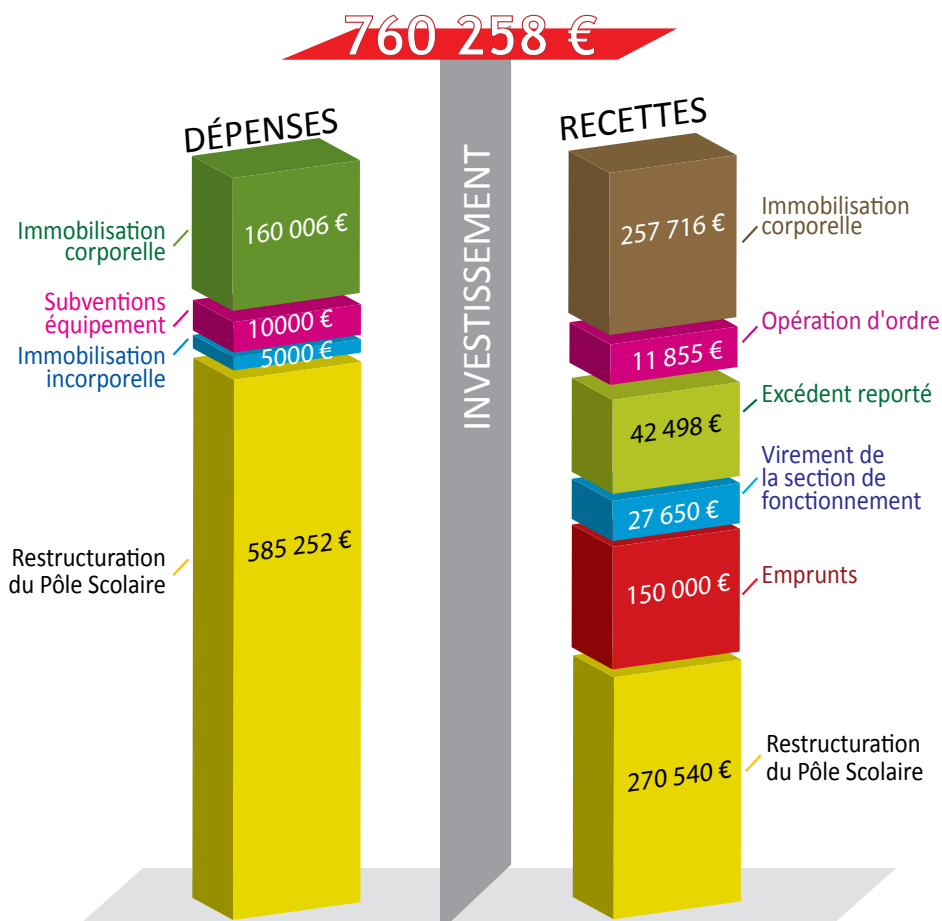 760 258 €
DÉPENSES
Immobilisation
corporelle
160 006 €
Subventions
équipement
10000 €
Immobilisation
incorporelle
5000 €
Restructuration
du Pôle Scolaire
585 252 €
INVESTISSEMENT
RECETTES
257 716 €
Immobilisation
corporelle
11 855 €
Opération d'ordre
42 498 €
Excédent reporté
27 650 €
Virement de
la section de
fonctionnement
150 000 €
Emprunts
270 540 €
Restructuration
du Pôle Scolaire